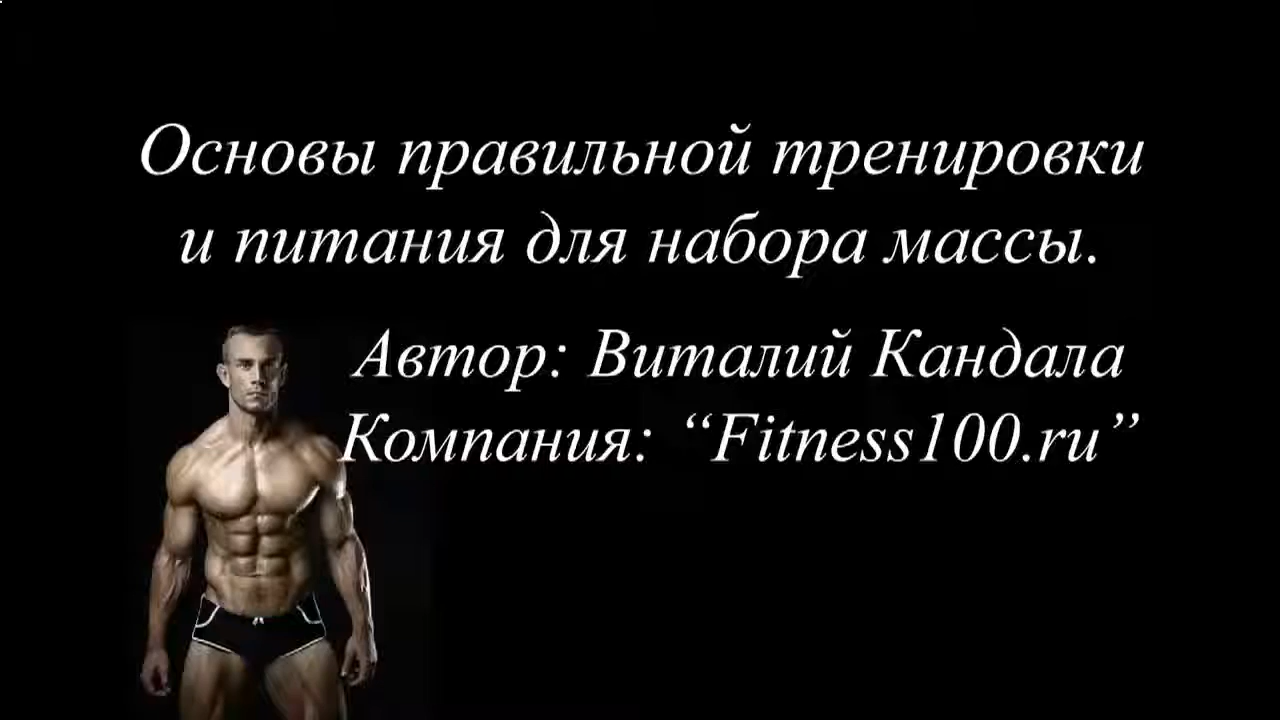 Основы правильной тренировки
и питания для набора массы.
Автор: Виталий Кандала
Компания: “Fitness100.ru”